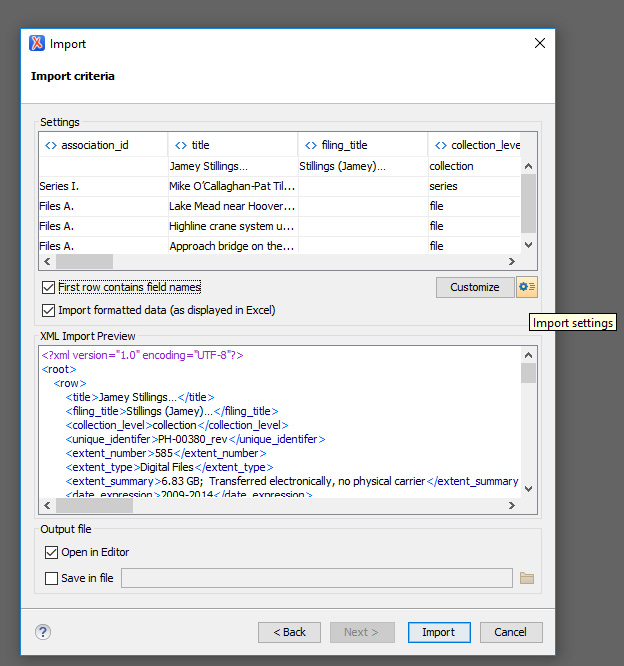 Import
Import criteria
Settings
<> association_id <> title <> filing_title <> collection_leve
Jamey Stillings... Stillings (Jamey)... collection
Series I. Mike O'Callaghan-Pat Til... series
Files A. Lake Mead near Hoover... file
Files A. Highline crane system u... file
Files A. Approach bridge on the... file
First row contains field names
Customize
Import formatted data (as displayed in Excel)
Import settings
XML Import Preview
<?xml version="1.0" encoding="UTF-8"?>
<root>
<row>
<title>Jamey Stillings...</title>
<filing_title>Stillings (Jamey)...</filing_title>
<collection_level>collection</collection_level>
<unique_identifer>PH-00380_rev</unique_identifer>
<extent_number>585</extent_number>
<extent_type>Digital Files</extent_type>
<extent_summary>6.83 GB;  Transferred electronically, no physical carrier</extent_summary
<date_expression>2009-2014</date_expression>
Output file
Open in Editor
Save in file
? < Back Next > Import Cancel